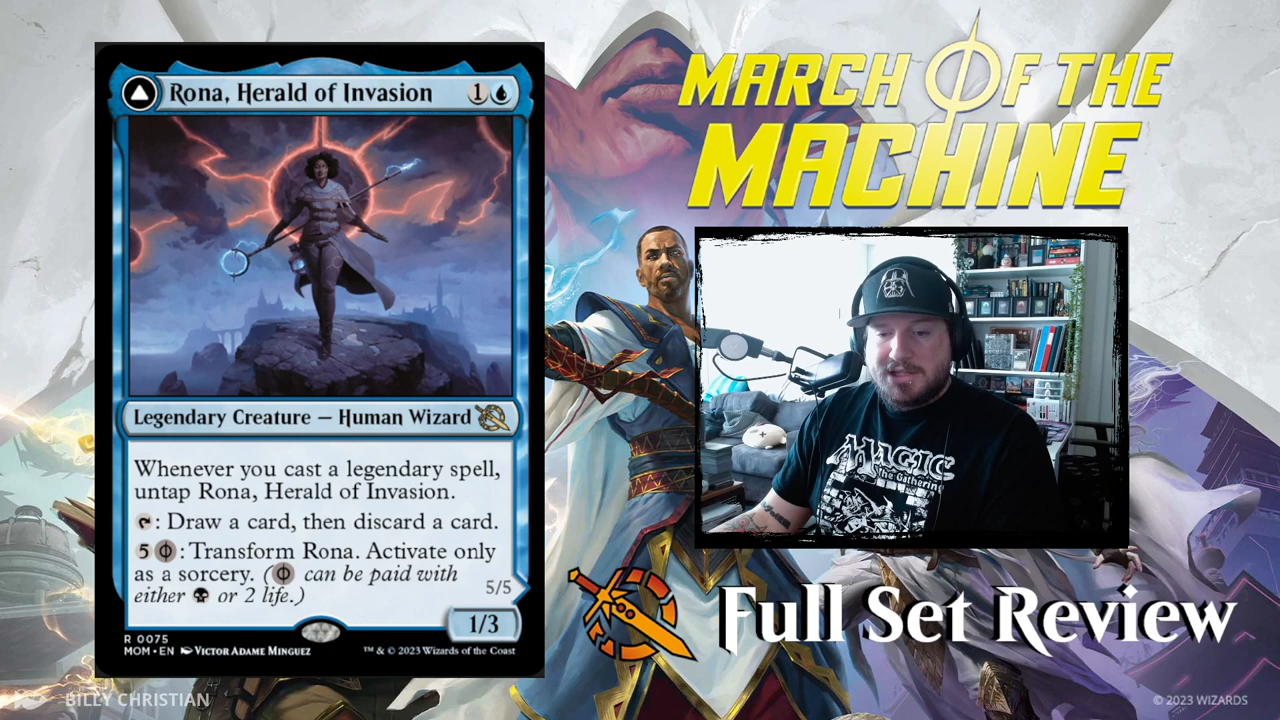 Rona, Herald of Invasion 1
Legendary Creature — Human Wizard
Whenever you cast a legendary spell,
untap Rona, Herald of Invasion.
: Draw a card, then discard a card.
5 : Transform Rona. Activate only
as a sorcery. ( can be paid with
either or 2 life.)
5/5
1/3
R 0075
MOM • EN VICTOR ADAME MINGUEZ
™ & © 2023 Wizards of the Coast
BILLY CHRISTIAN
MARCH OF THE
MACHINE
MAGIC
the Gathering
Full Set Review
© 2023 WIZARDS